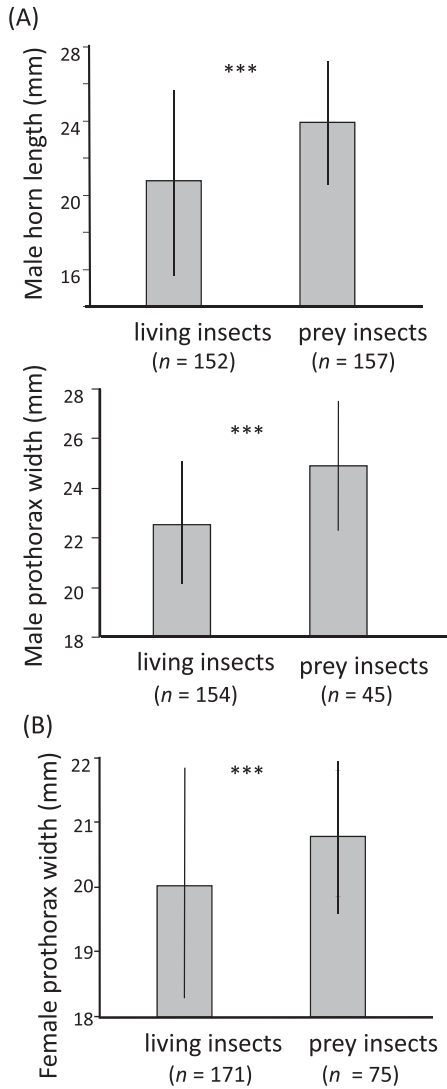 (A)
Male horn length (mm)
28
24
20
16
***
living insects
prey insects
(n = 152)
(n = 157)
Male prothorax width (mm)
28
26
24
22
20
18
***
living insects
prey insects
(n = 154)
(n = 45)
(B)
Female prothorax width (mm)
22
21
20
19
18
***
living insects
prey insects
(n = 171)
(n = 75)